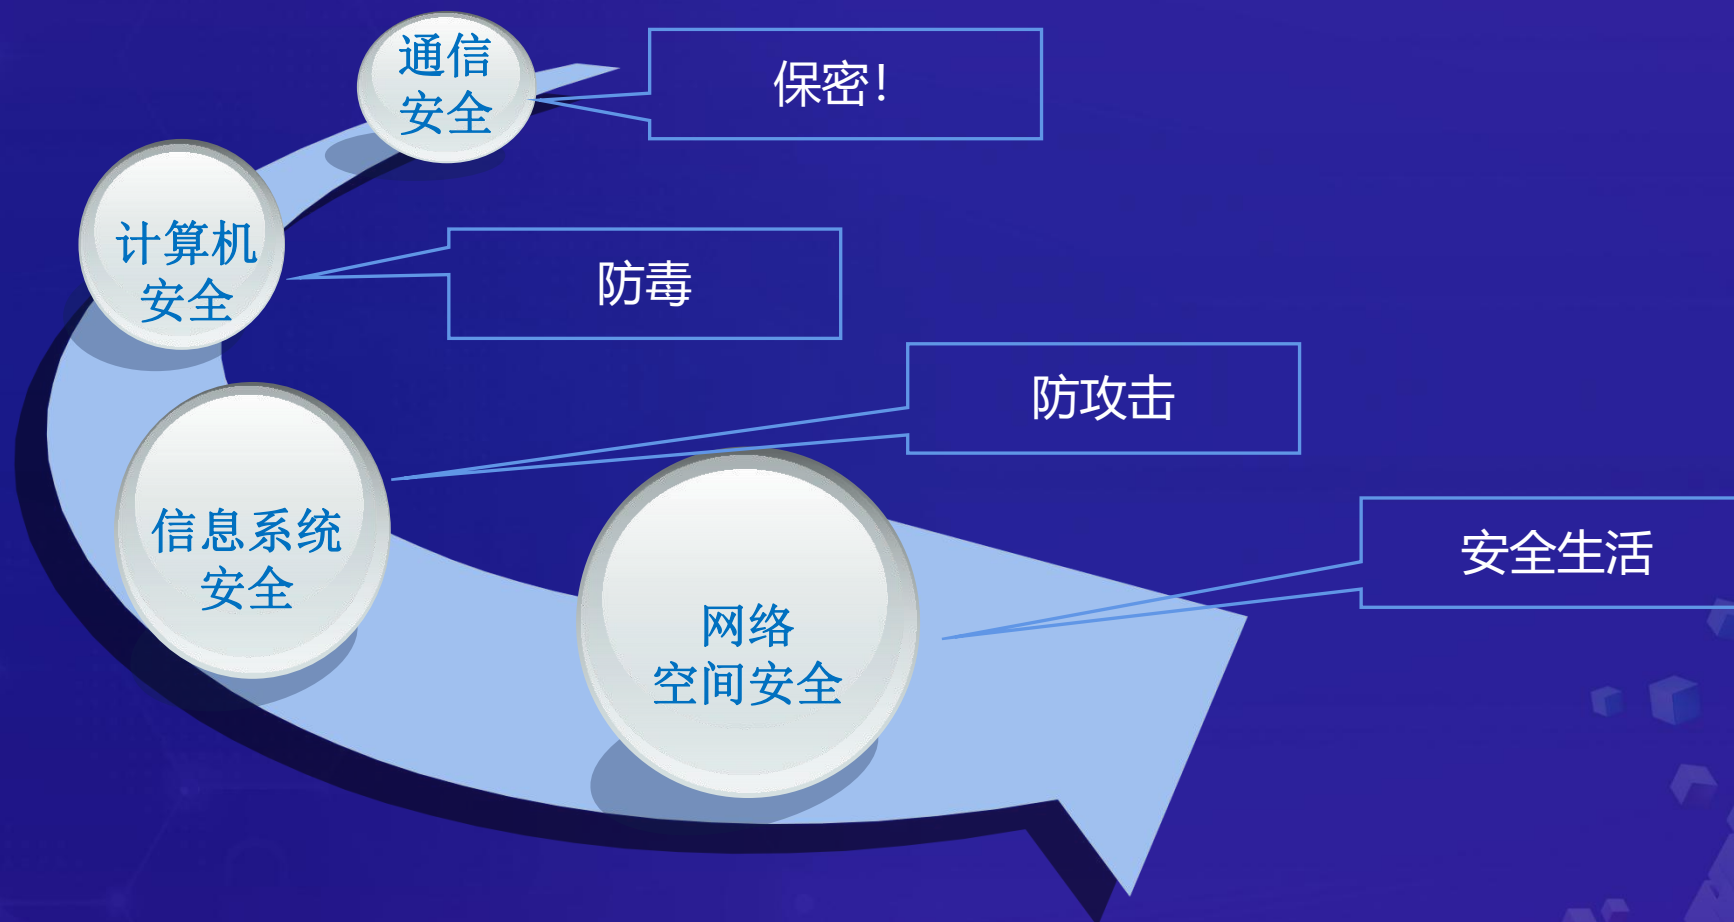 通信
安全
保密！
计算机
安全
防毒
信息系统
安全
防攻击
网络
空间安全
安全生活